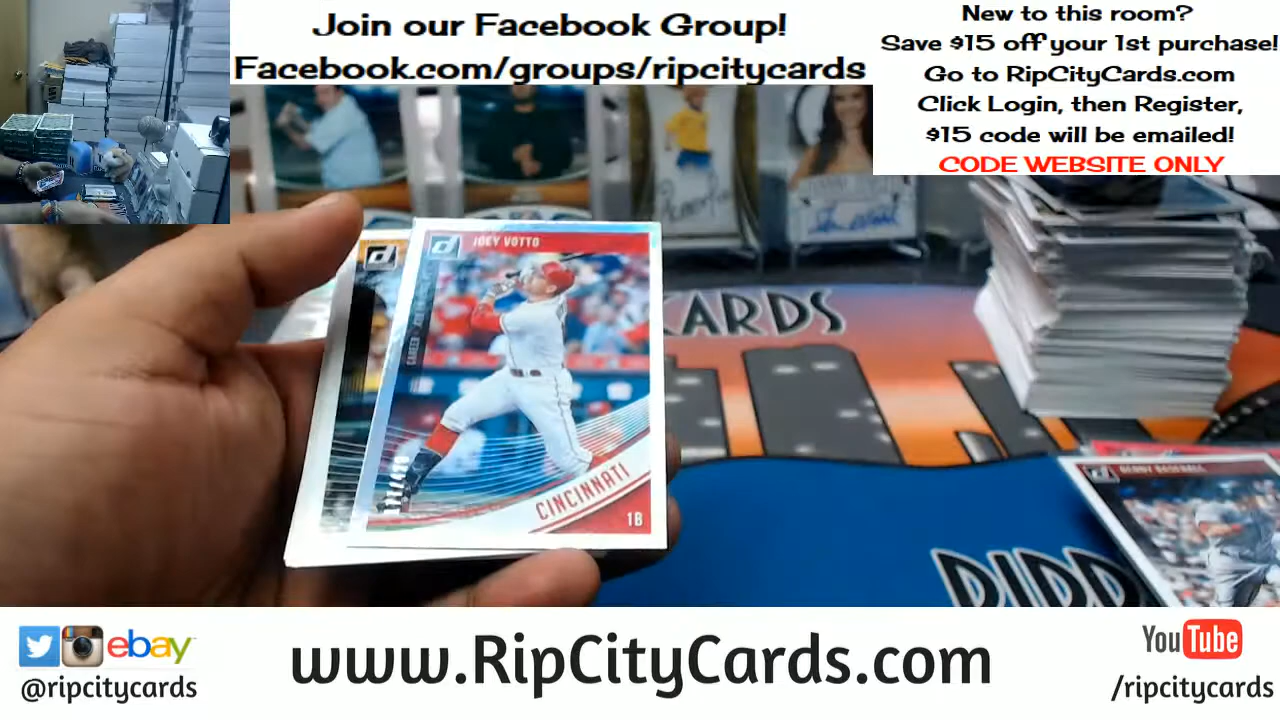 Join our Facebook Group!
Facebook.com/groups/ripcitycards
New to this room?
Save $15 off your 1st purchase!
Go to RipCityCards.com
Click Login, then Register,
$15 code will be emailed!
CODE WEBSITE ONLY
JOEY VOTTO
CINCINNATI
1B
CARDS
ebay
@ripcitycards
www.RipCityCards.com
YouTube
/ripcitycards